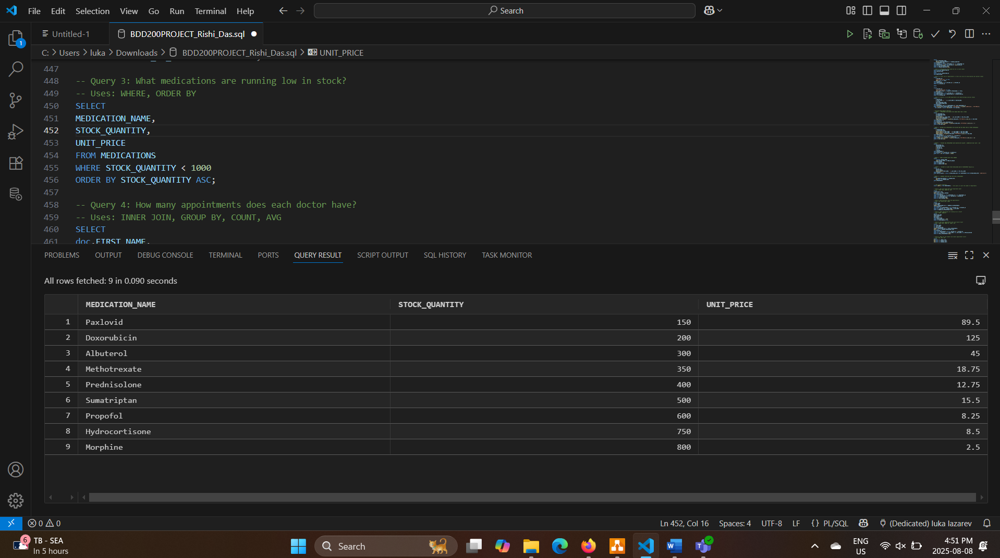 File Edit Selection View Go Run Terminal Help
Search
Untitled-1
BDD200PROJECT_Rishi_Das.sql
C: > Users > luka > Downloads > BDD200PROJECT_Rishi_Das.sql > UNIT_PRICE
447
448 -- Query 3: What medications are running low in stock?
449 -- Uses: WHERE, ORDER BY
450 SELECT
451 MEDICATION_NAME,
452 STOCK_QUANTITY,
453 UNIT_PRICE
454 FROM MEDICATIONS
455 WHERE STOCK_QUANTITY < 1000
456 ORDER BY STOCK_QUANTITY ASC;
457
458 -- Query 4: How many appointments does each doctor have?
459 -- Uses: INNER JOIN, GROUP BY, COUNT, AVG
460 SELECT
461 doc.FIRST_NAME,
1
PROBLEMS OUTPUT DEBUG CONSOLE TERMINAL PORTS QUERY RESULT SCRIPT OUTPUT SQL HISTORY TASK MONITOR
All rows fetched: 9 in 0.090 seconds
MEDICATION_NAME STOCK_QUANTITY UNIT_PRICE
1 Paxlovid 150 89.5
2 Doxorubicin 200 125
3 Albuterol 300 45
4 Methotrexate 350 18.75
5 Prednisolone 400 12.75
6 Sumatriptan 500 15.5
7 Propofol 600 8.25
8 Hydrocortisone 750 8.5
9 Morphine 800 2.5
0 0
Ln 452, Col 16 Spaces: 4 UTF-8 LF {} PL/SQL (Dedicated) luka lazarev
6
TB - SEA
In 5 hours
Search
ENG
US
4:51 PM
2025-08-08